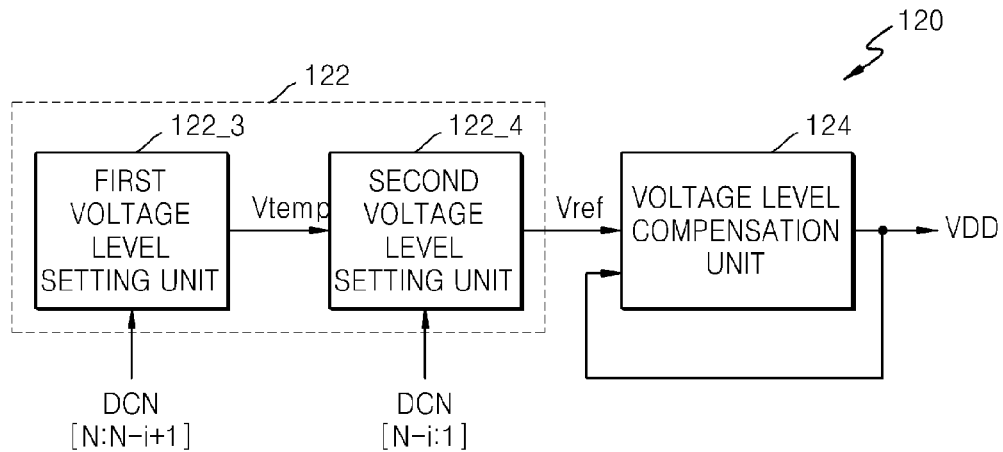 120
122
122_3
122_4
124
FIRST
VOLTAGE
LEVEL
SETTING UNIT
Vtemp
SECOND
VOLTAGE
LEVEL
SETTING UNIT
Vref
VOLTAGE LEVEL
COMPENSATION
UNIT
VDD
DCN
[N:N-i+1]
DCN
[N-i:1]